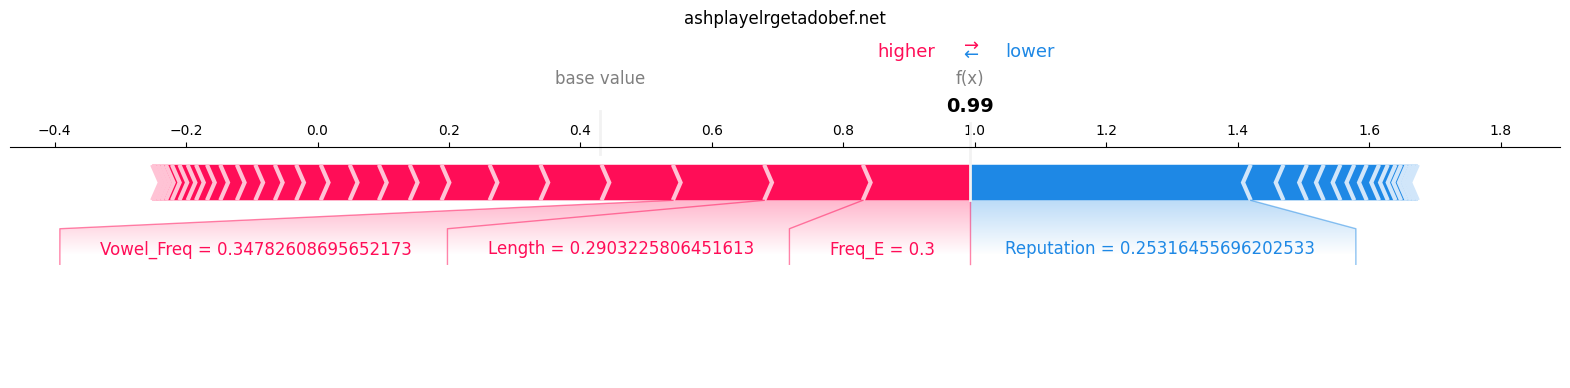 ashplayelrgetadobef.net
higher ⇄ lower
base value f(x)
0.99
−0.4 −0.2 0.0 0.2 0.4 0.6 0.8 1.0 1.2 1.4 1.6 1.8
Vowel_Freq = 0.34782608695652173 Length = 0.2903225806451613 Freq_E = 0.3 Reputation = 0.25316455696202533